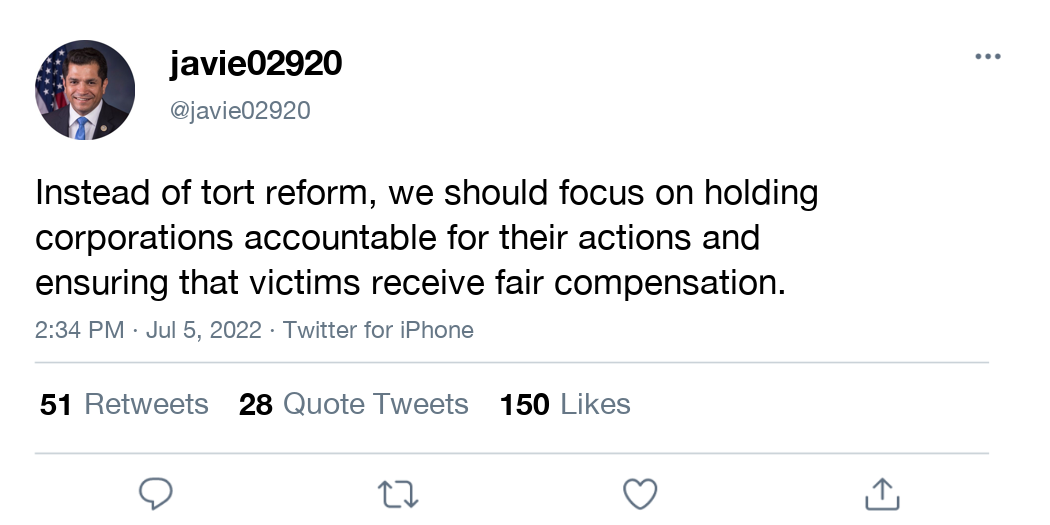 javie02920
@javie02920
Instead of tort reform, we should focus on holding
corporations accountable for their actions and
ensuring that victims receive fair compensation.
2:34 PM · Jul 5, 2022 · Twitter for iPhone
51 Retweets 28 Quote Tweets 150 Likes